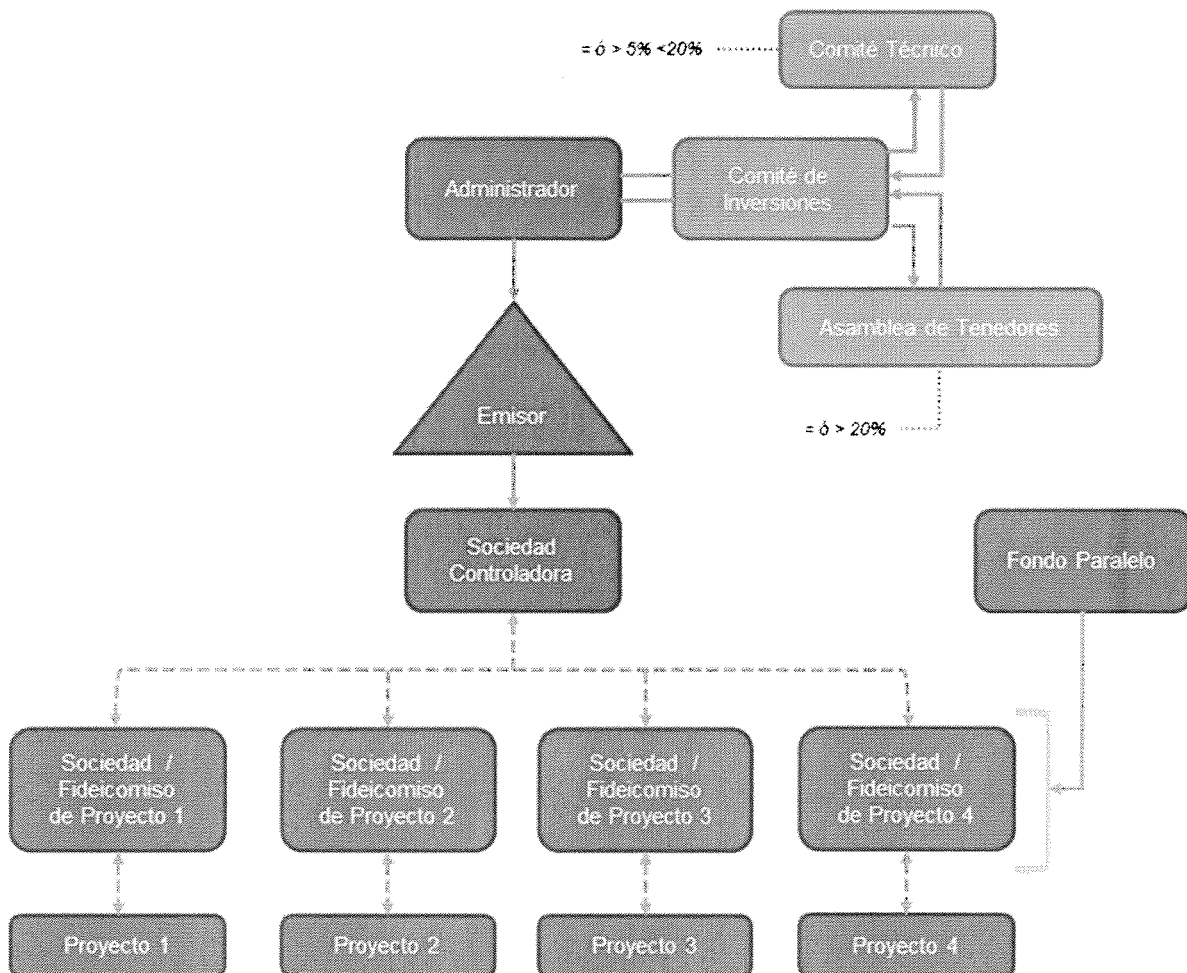 Comité Técnico
= ó > 5% <20%
Administrador
Comité de
Inversiones
Asamblea de Tenedores
Emisor
= ó > 20%
Sociedad
Controladora
Fondo Paralelo
Sociedad /
Fideicomiso
de Proyecto 1
Sociedad /
Fideicomiso
de Proyecto 2
Sociedad /
Fideicomiso
de Proyecto 3
Sociedad /
Fideicomiso
de Proyecto 4
Proyecto 1
Proyecto 2
Proyecto 3
Proyecto 4